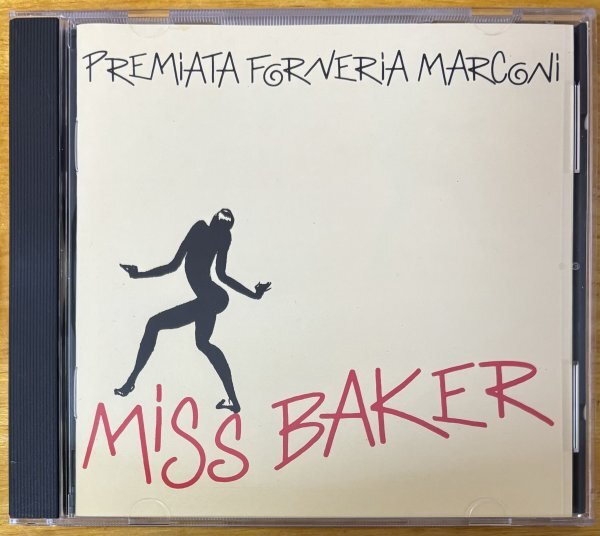 PREMiATA FORNERiA MARCONi
MiSS BAKER